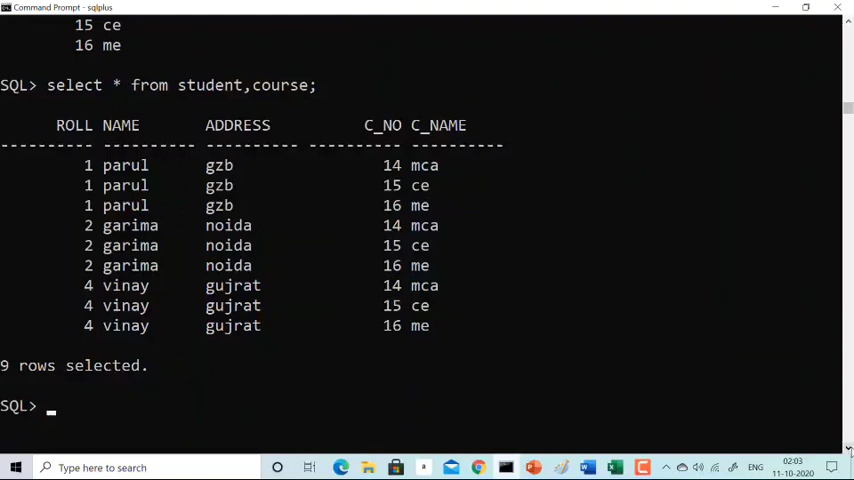 Command Prompt - sqlplus
15 ce
16 me
SQL> select * from student,course;
ROLL NAME ADDRESS C_NO C_NAME
---------- ---------- ---------- ---------- ----------
1 parul gzb 14 mca
1 parul gzb 15 ce
1 parul gzb 16 me
2 garima noida 14 mca
2 garima noida 15 ce
2 garima noida 16 me
4 vinay gujrat 14 mca
4 vinay gujrat 15 ce
4 vinay gujrat 16 me
9 rows selected.
SQL>
Type here to search
a
ENG
02:03
11-10-2020